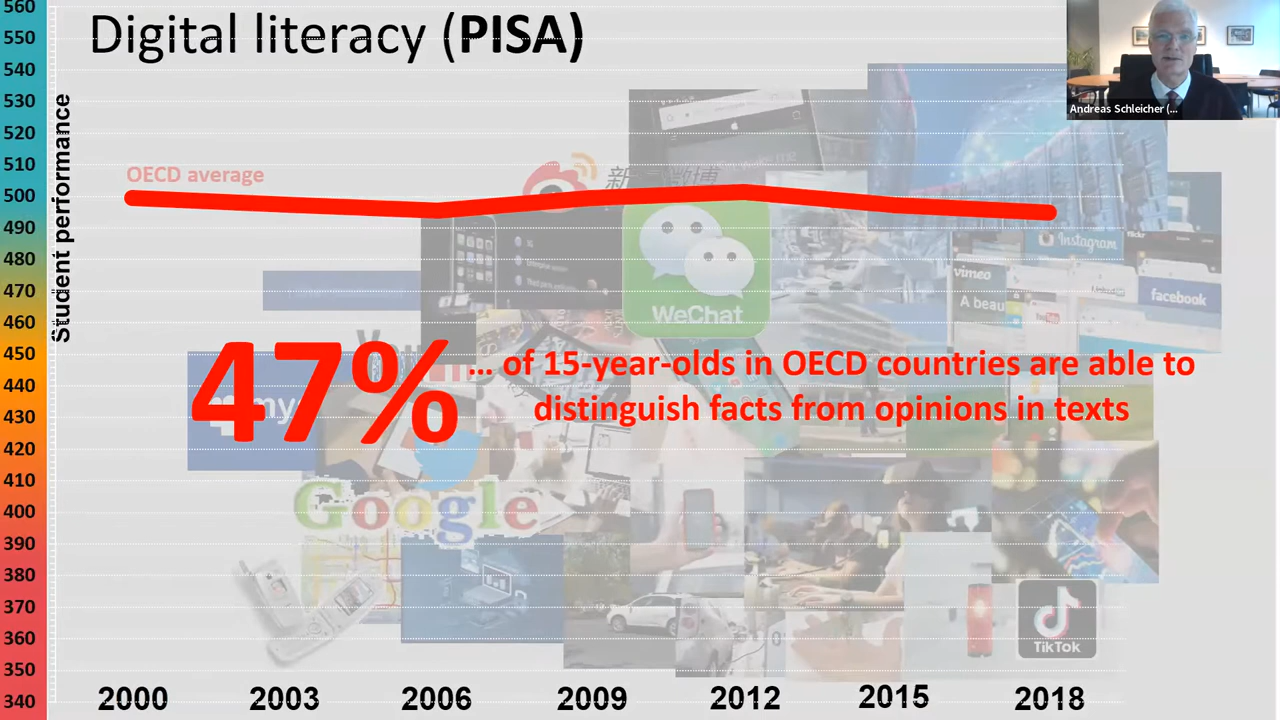 Digital literacy (PISA)
Andreas Schleicher (...
560
550
540
530
520
510
500
490
480
470
460
450
440
430
420
410
400
390
380
370
360
350
340
Student performance
OECD average
WeChat
Instagram
vimeo
A beau
facebook
You
my
47%
... of 15-year-olds in OECD countries are able to
distinguish facts from opinions in texts
Google
TikTok
2000 2003 2006 2009 2012 2015 2018